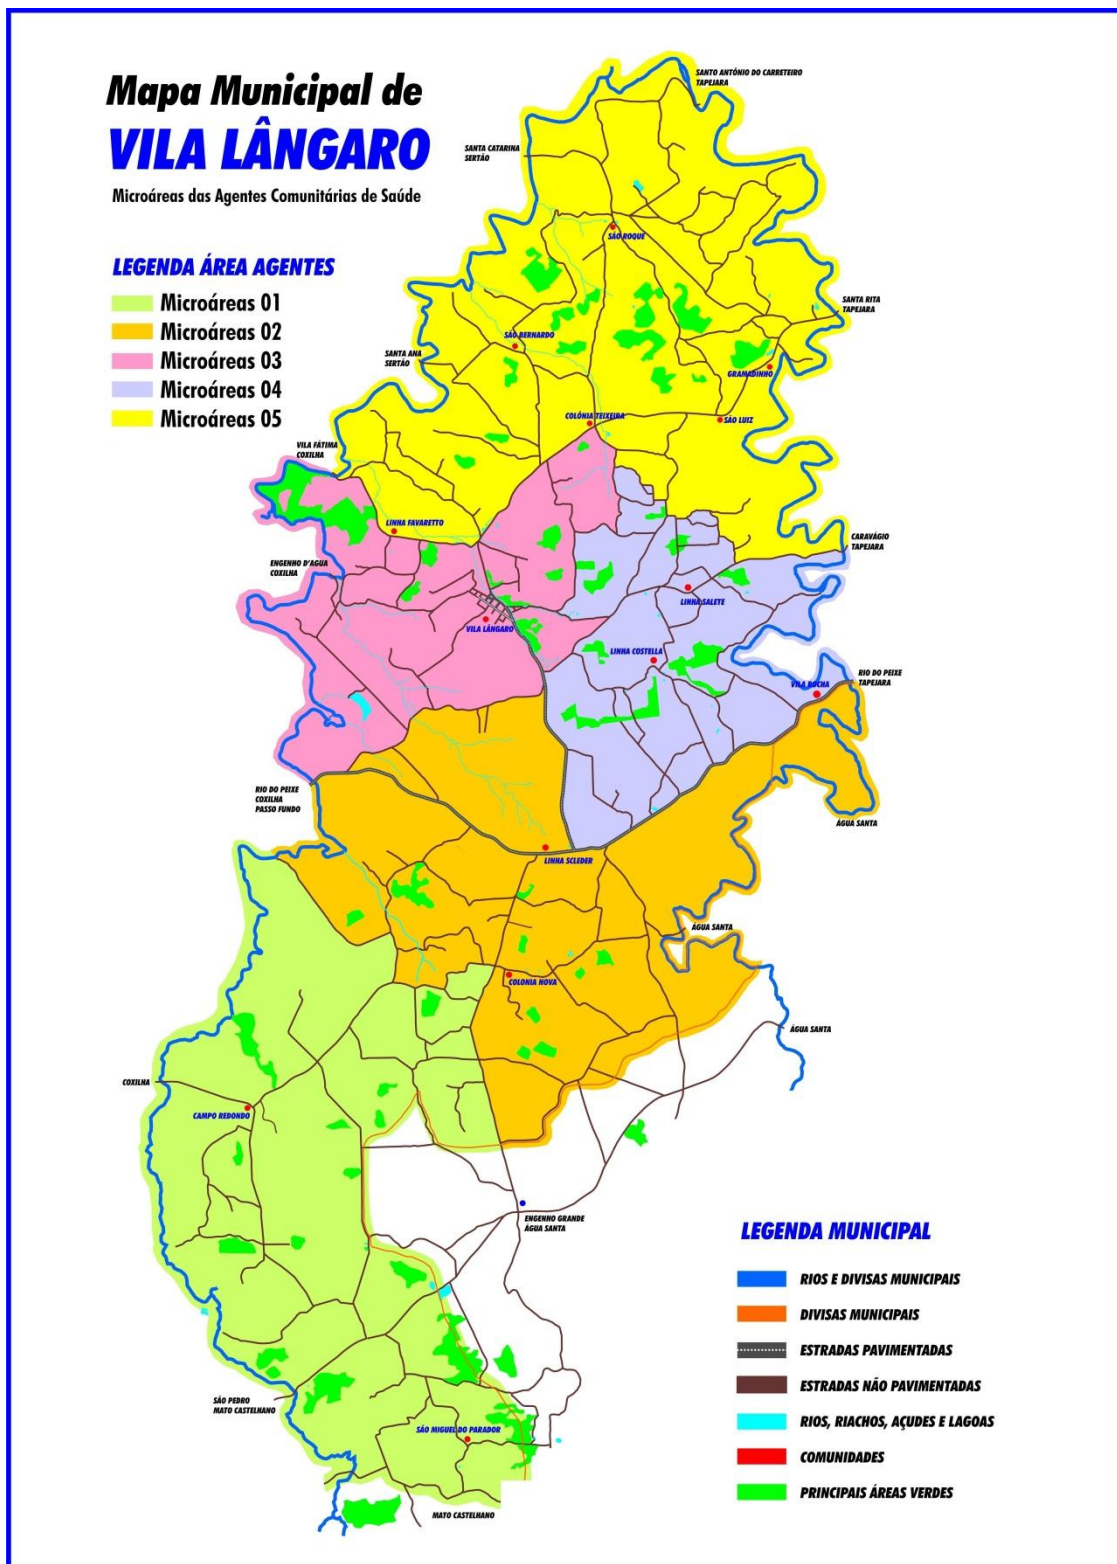 Mapa Municipal de
VILA LÂNGARO
Microáreas das Agentes Comunitárias de Saúde
LEGENDA ÁREA AGENTES
Microáreas 01
Microáreas 02
Microáreas 03
Microáreas 04
Microáreas 05
SANTO ANTÓNIO DO CARRETEIRO
TAPEJARA
SANTA CATARINA
SERTÃO
SÃO ROQUE
SANTA RITA
TAPEJARA
SÃO BERNARDO
SANTA ANA
SERTÃO
GRAMADINHO
COLÔNIA TEIXEIRA
SÃO LUIZ
VILA FÁTIMA
COXILHA
LINHA FAVARETTO
CARAVÁGIO
TAPEJARA
ENGENHO D'AGUA
COXILHA
LINHA SALETE
VILA LÂNGARO
LINHA COSTELLA
RIO DO PEIXE
TAPEJARA
VILA ROCHA
RIO DO PEIXE
COXILHA
PASSO FUNDO
ÁGUA SANTA
LINHA SCLEDER
ÁGUA SANTA
COLONIA NOVA
ÁGUA SANTA
COXILHA
CAMPO REDONDO
ENGENHO GRANDE
ÁGUA SANTA
SÃO PEDRO
MATO CASTELHANO
SÃO MIGUEL DO PARADOR
MATO CASTELHANO
LEGENDA MUNICIPAL
RIOS E DIVISAS MUNICIPAIS
DIVISAS MUNICIPAIS
ESTRADAS PAVIMENTADAS
ESTRADAS NÃO PAVIMENTADAS
RIOS, RIACHOS, AÇUDES E LAGOAS
COMUNIDADES
PRINCIPAIS ÁREAS VERDES